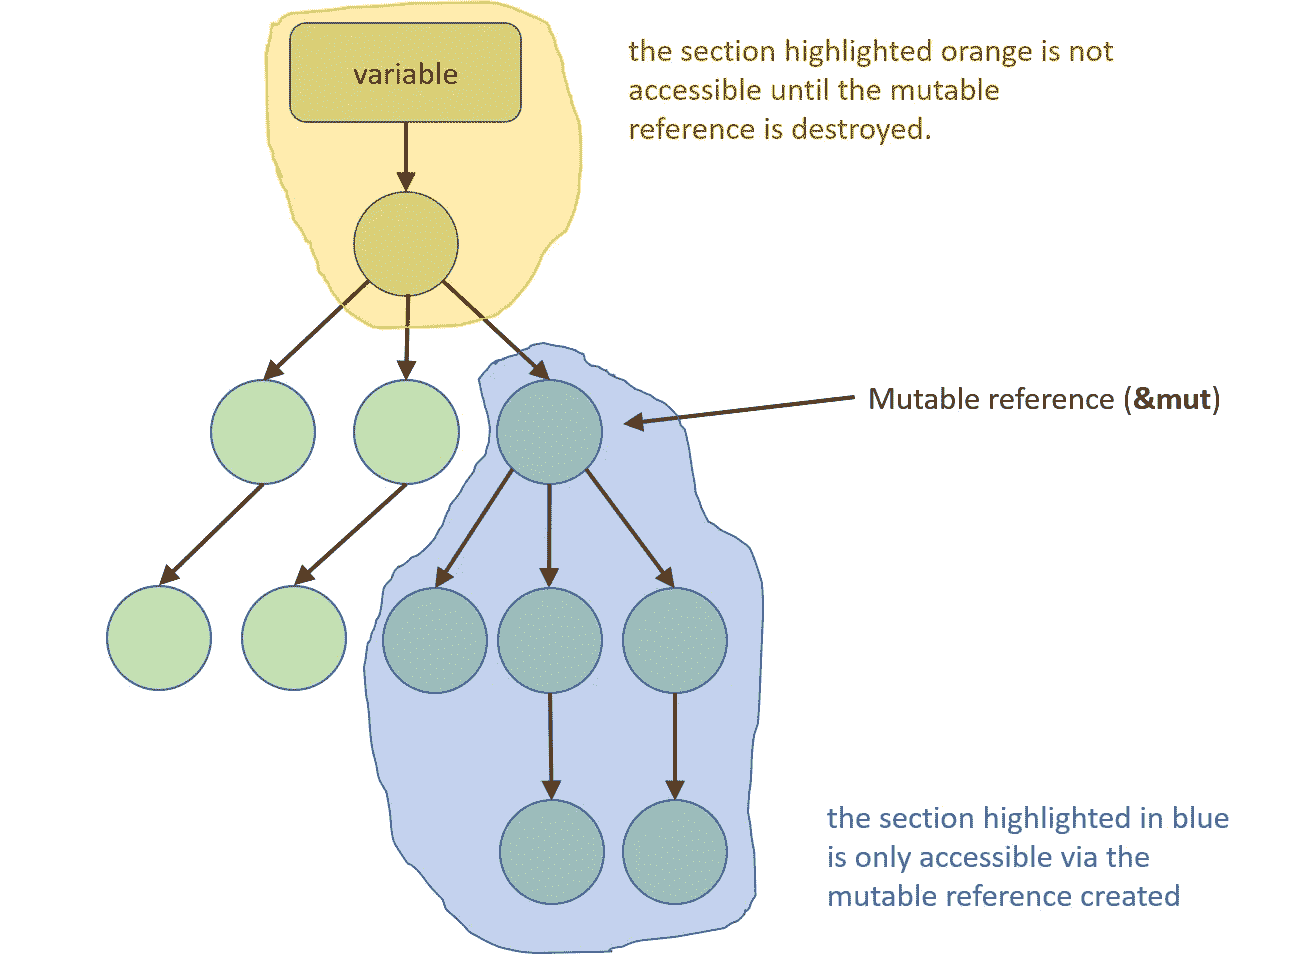 variable
the section highlighted orange is not
accessible until the mutable
reference is destroyed.
Mutable reference (&mut)
the section highlighted in blue
is only accessible via the
mutable reference created